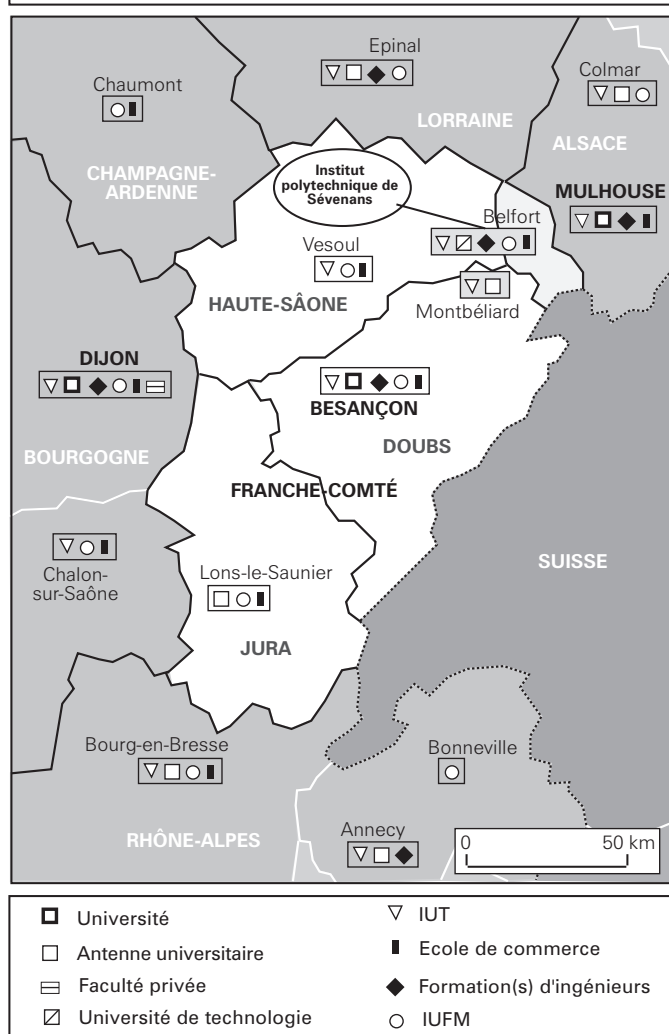 Epinal
Chaumont
Colmar
LORRAINE
ALSACE
CHAMPAGNE-
ARDENNE
Institut
polytechnique de
Sévenans
MULHOUSE
Belfort
Vesoul
HAUTE-SÂONE
Montbéliard
DIJON
BESANÇON
DOUBS
BOURGOGNE
FRANCHE-COMTÉ
SUISSE
Chalon-
sur-Saône
Lons-le-Saunier
JURA
Bourg-en-Bresse
Bonneville
RHÔNE-ALPES
Annecy
0 50 km
Université
Antenne universitaire
Faculté privée
Université de technologie
IUT
Ecole de commerce
Formation(s) d'ingénieurs
IUFM